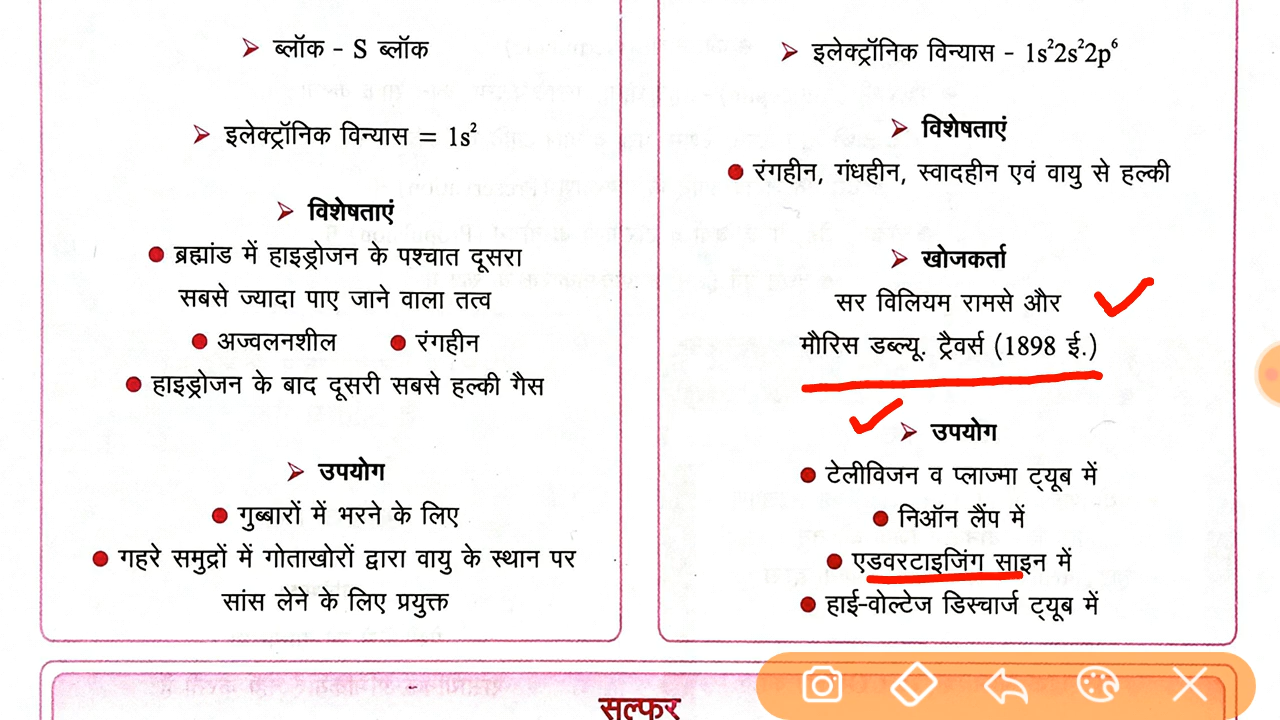 ➢ ब्लॉक - S ब्लॉक
➢ इलेक्ट्रॉनिक विन्यास = 1s²
➢ विशेषताएं
● ब्रह्मांड में हाइड्रोजन के पश्चात दूसरा
सबसे ज्यादा पाए जाने वाला तत्व
● अज्वलनशील ● रंगहीन
● हाइड्रोजन के बाद दूसरी सबसे हल्की गैस
➢ उपयोग
● गुब्बारों में भरने के लिए
● गहरे समुद्रों में गोताखोरों द्वारा वायु के स्थान पर
सांस लेने के लिए प्रयुक्त
➢ इलेक्ट्रॉनिक विन्यास - 1s²2s²2p⁶
➢ विशेषताएं
● रंगहीन, गंधहीन, स्वादहीन एवं वायु से हल्की
➢ खोजकर्ता
सर विलियम रामसे और
मौरिस डब्ल्यू. ट्रैवर्स (1898 ई.)
➢ उपयोग
● टेलीविजन व प्लाज्मा ट्यूब में
● निऑन लैंप में
● एडवरटाइजिंग साइन में
● हाई-वोल्टेज डिस्चार्ज ट्यूब में
सल्फर